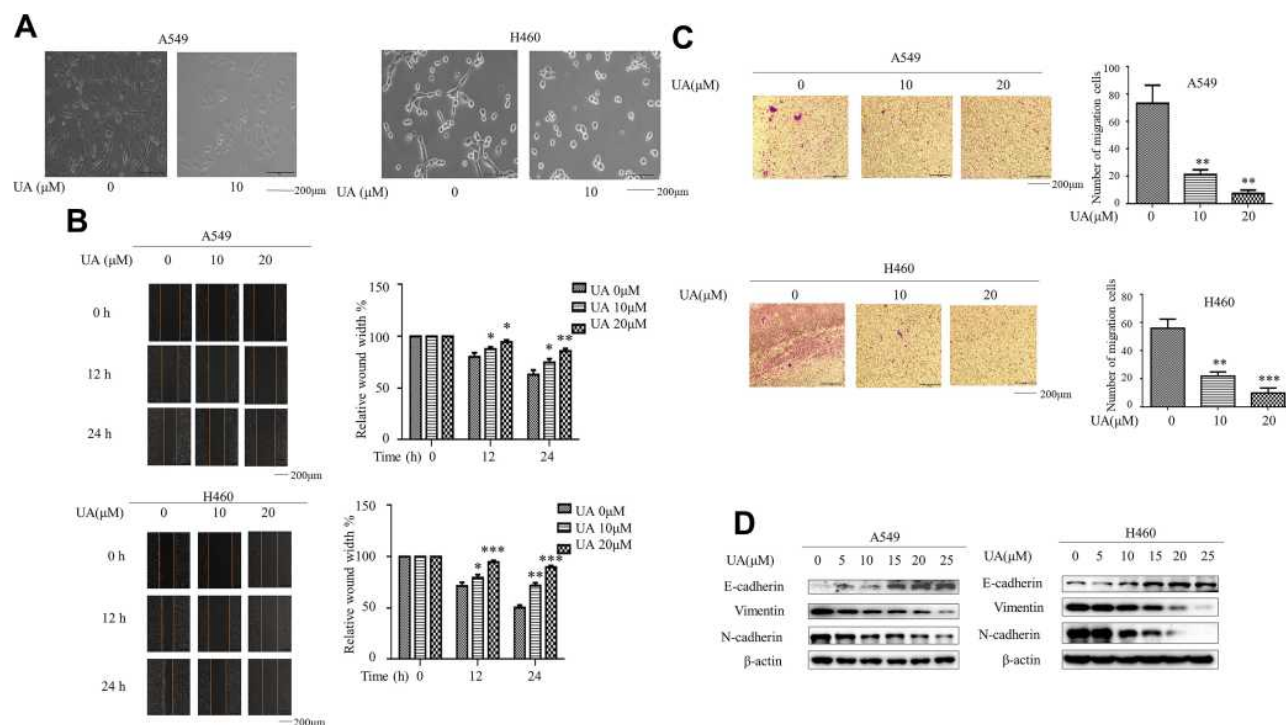 A
A549
H460
UA (μM)
0
10
200μm
UA (μM)
0
10
200μm
B
A549
UA (μM)
0 10 20
0 h
12 h
24 h
200μm
Relative wound width %
150
100
50
0
* * * **
UA 0μM
UA 10μM
UA 20μM
Time (h) 0 12 24
H460
UA(μM)
0 10 20
0 h
12 h
24 h
200μm
Relative wound width %
150
100
50
0
* *** ** ***
UA 0μM
UA 10μM
UA 20μM
Time (h) 0 12 24
C
A549
UA(μM)
0 10 20
200μm
Number of migration cells
100
80
60
40
20
0
A549
** **
UA(μM) 0 10 20
H460
UA(μM)
0 10 20
200μm
Number of migration cells
80
60
40
20
0
H460
** ***
UA(μM) 0 10 20
D
A549
UA(μM) 0 5 10 15 20 25
E-cadherin
Vimentin
N-cadherin
β-actin
H460
UA(μM) 0 5 10 15 20 25
E-cadherin
Vimentin
N-cadherin
β-actin